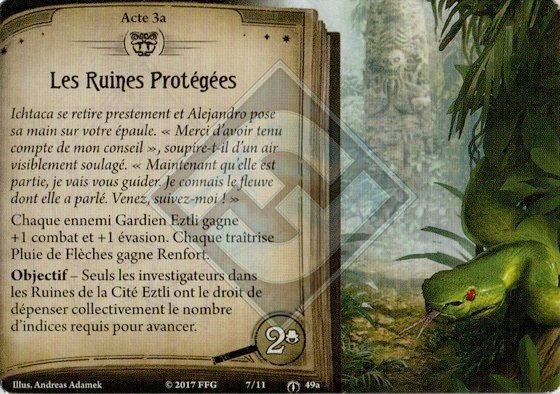 Acte 3a
Les Ruines Protégées
Ichtaca se retire prestement et Alejandro pose
sa main sur votre épaule. « Merci d'avoir tenu
compte de mon conseil », soupire-t-il d'un air
visiblement soulagé. « Maintenant qu'elle est
partie, je vais vous guider. Je connais le fleuve
dont elle a parlé. Venez, suivez-moi ! »
Chaque ennemi Gardien Eztli gagne
+1 combat et +1 évasion. Chaque traîtrise
Pluie de Flèches gagne Renfort.
Objectif – Seuls les investigateurs dans
les Ruines de la Cité Eztli ont le droit de
dépenser collectivement le nombre
d'indices requis pour avancer.
2
Illus. Andreas Adamek © 2017 FFG 7/11 49a